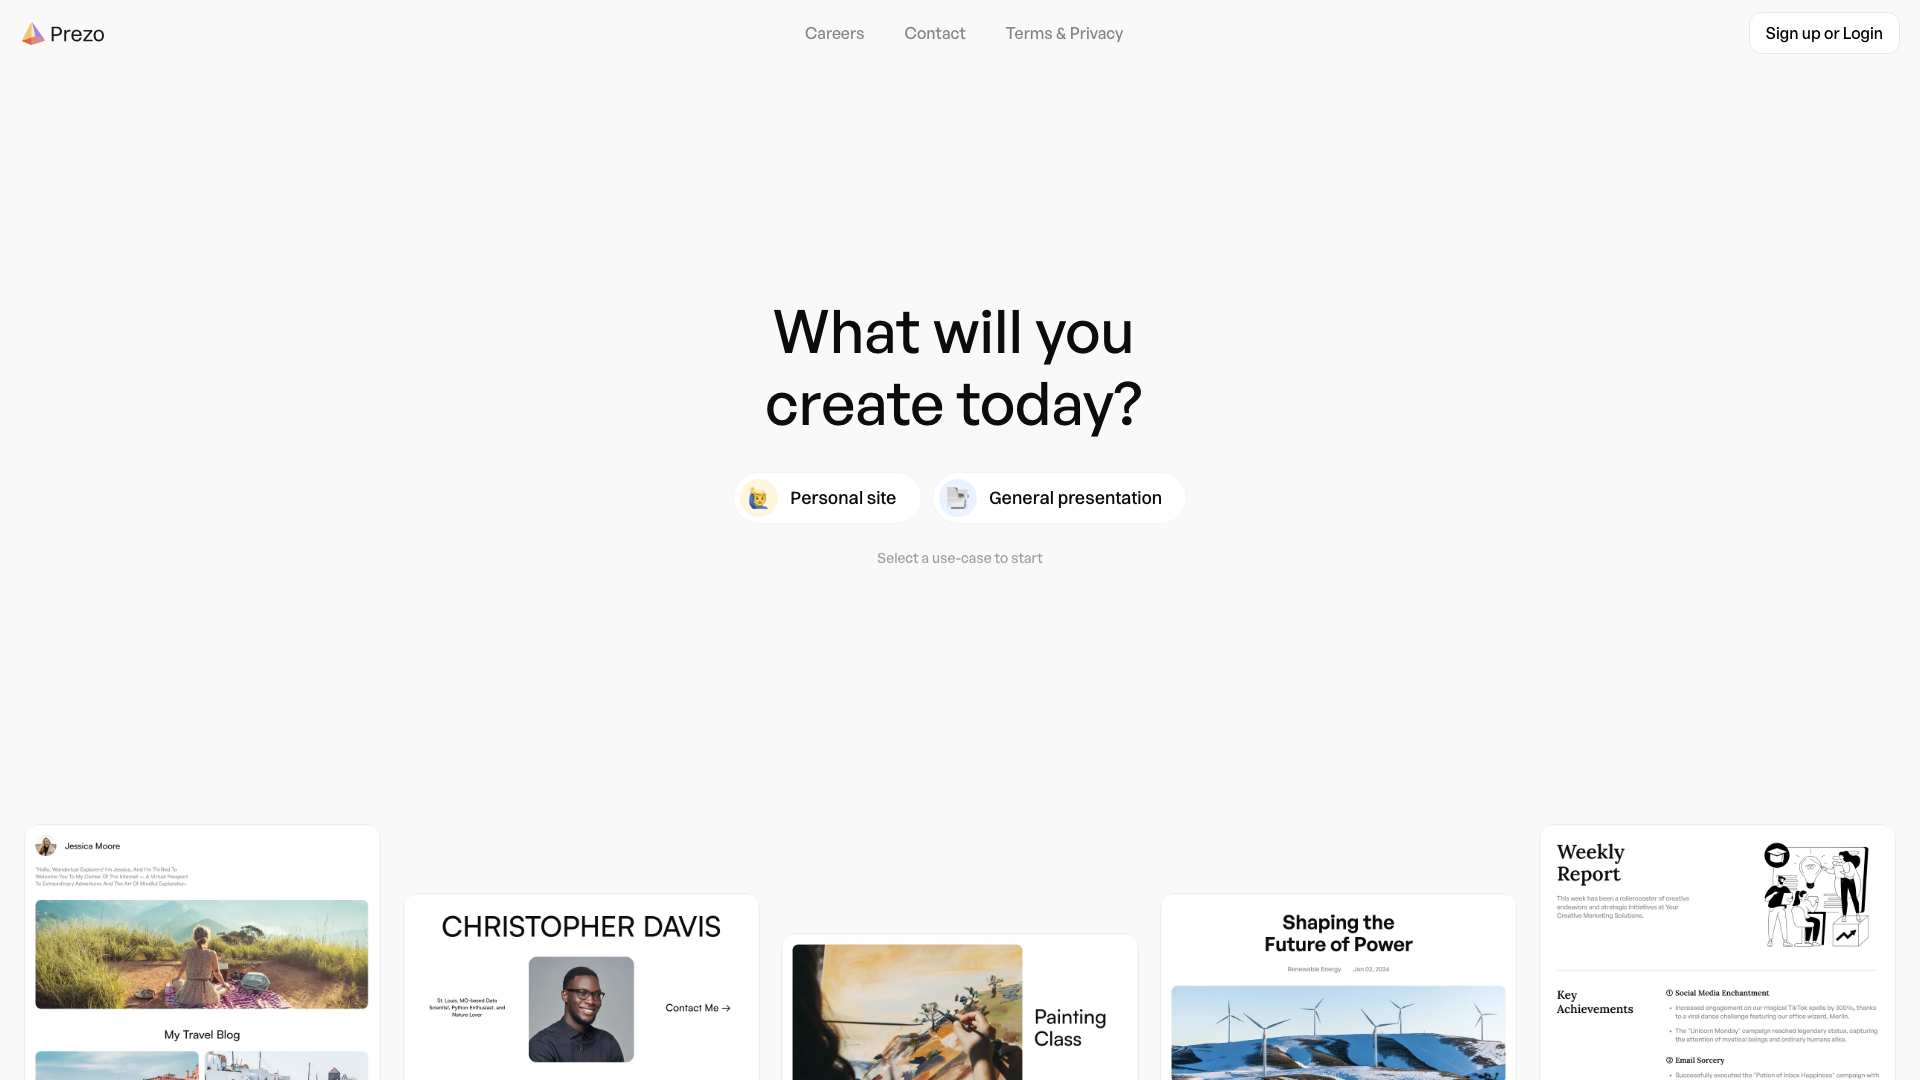 Prezo
Careers
Contact
Terms & Privacy
Sign up or Login
What will you
create today?
Personal site
General presentation
Select a use-case to start
Jessica Moore
"Hello, Wanderlust Explorers! I'm Jessica, And I'm Thrilled To
Welcome You To My Corner Of The Internet — A Virtual Passport
To Extraordinary Adventures And The Art Of Mindful Exploration.
My Travel Blog
CHRISTOPHER DAVIS
St. Louis, MO-based Data
Scientist, Python Enthusiast, and
Nature Lover
Contact Me →
Painting
Class
Shaping the
Future of Power
Renewable Energy
Jan 02, 2024
Weekly
Report
This week has been a rollercoaster of creative
endeavors and strategic initiatives at Your
Creative Marketing Solutions.
Key
Achievements
① Social Media Enchantment
• Increased engagement on our magical TikTok spells by 300%, thanks
to a viral dance challenge featuring our office wizard, Merlin.
• The "Unicorn Monday" campaign reached legendary status, capturing
the attention of mystical beings and ordinary humans alike.
② Email Sorcery
• Successfully executed the "Potion of Inbox Happiness" campaign with